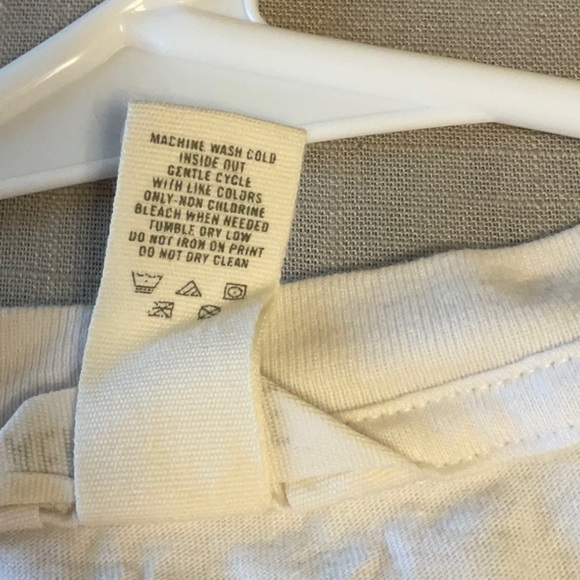 MACHINE WASH COLD
INSIDE OUT
GENTLE CYCLE
WITH LIKE COLORS
ONLY-NON CHLORINE
BLEACH WHEN NEEDED
TUMBLE DRY LOW
DO NOT IRON ON PRINT
DO NOT DRY CLEAN